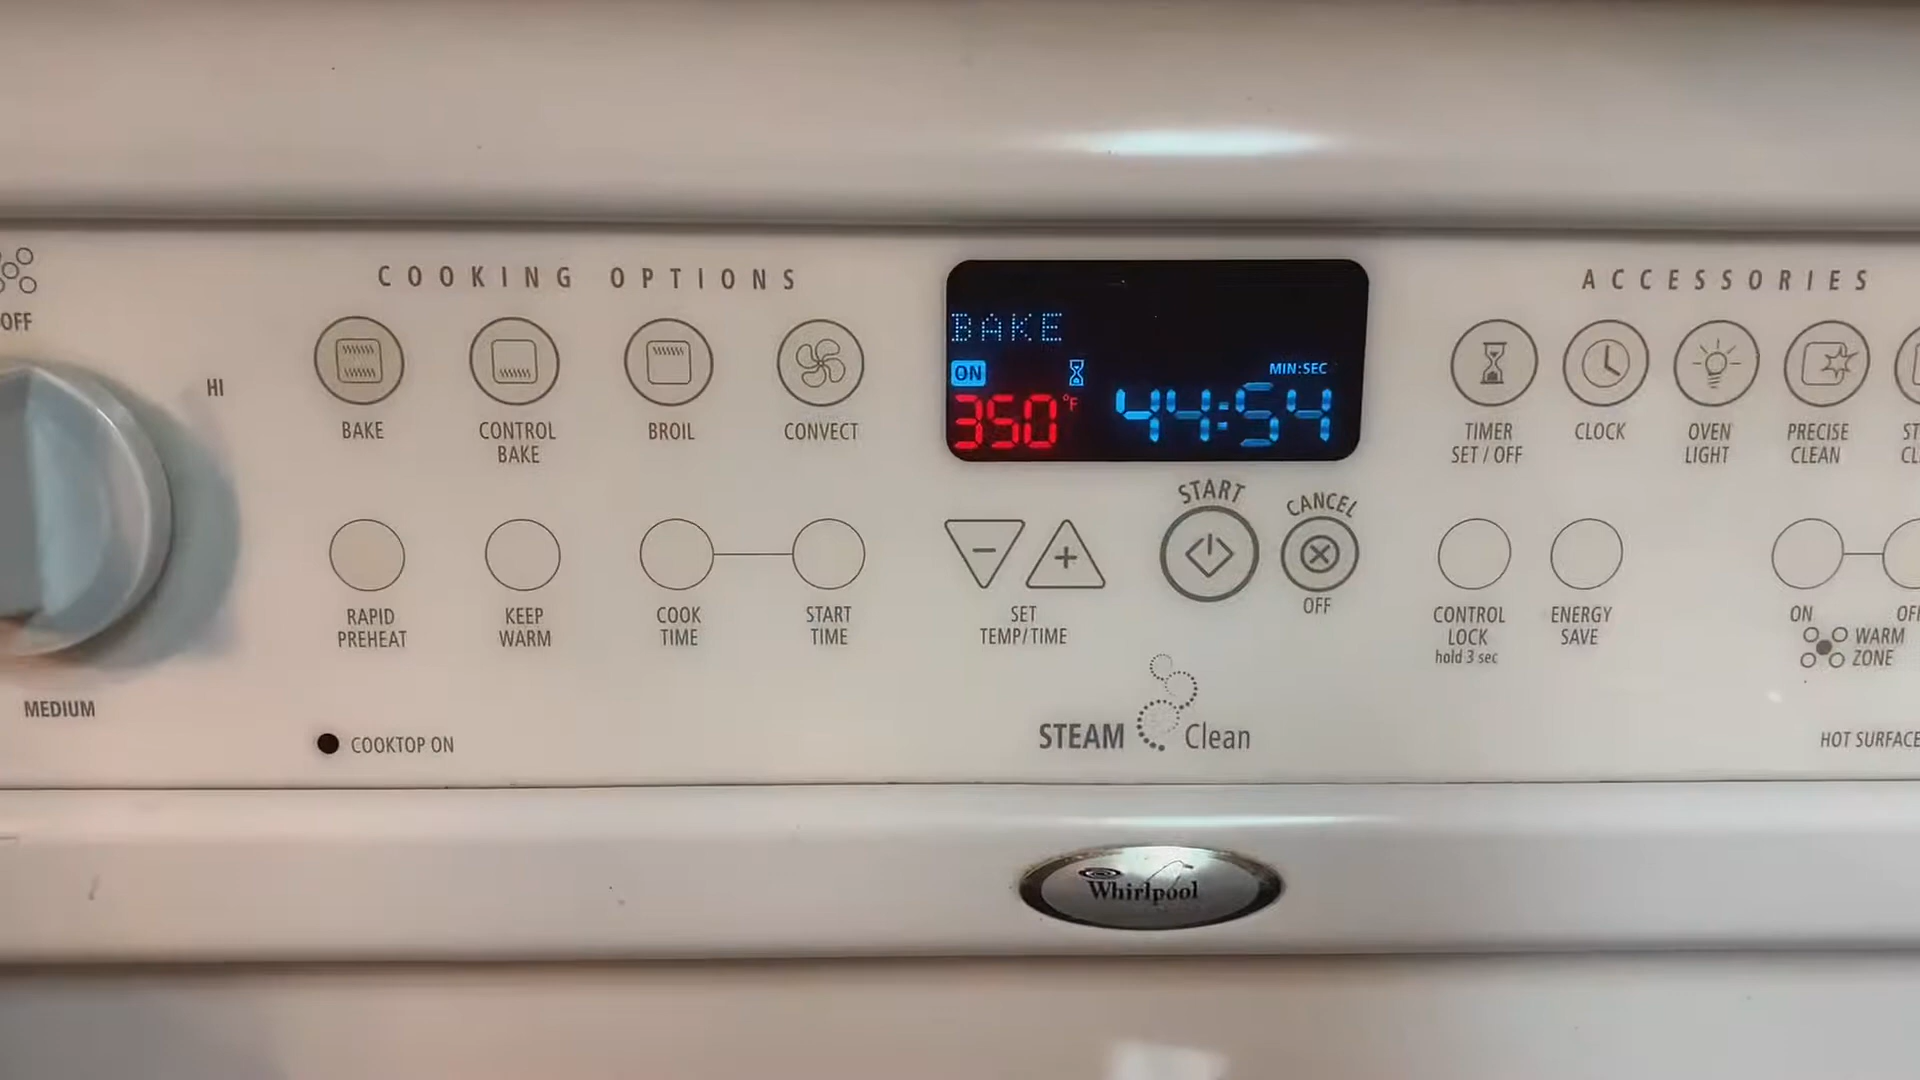 OFF
HI
MEDIUM
COOKING OPTIONS
BAKE
CONTROL
BAKE
BROIL
CONVECT
RAPID
PREHEAT
KEEP
WARM
COOK
TIME
START
TIME
COOKTOP ON
BAKE
ON
MIN:SEC
350°F 44:54
START
CANCEL
OFF
SET
TEMP/TIME
STEAM Clean
ACCESSORIES
TIMER
SET / OFF
CLOCK
OVEN
LIGHT
PRECISE
CLEAN
CONTROL
LOCK
hold 3 sec
ENERGY
SAVE
ON
WARM
ZONE
HOT SURFACE
Whirlpool